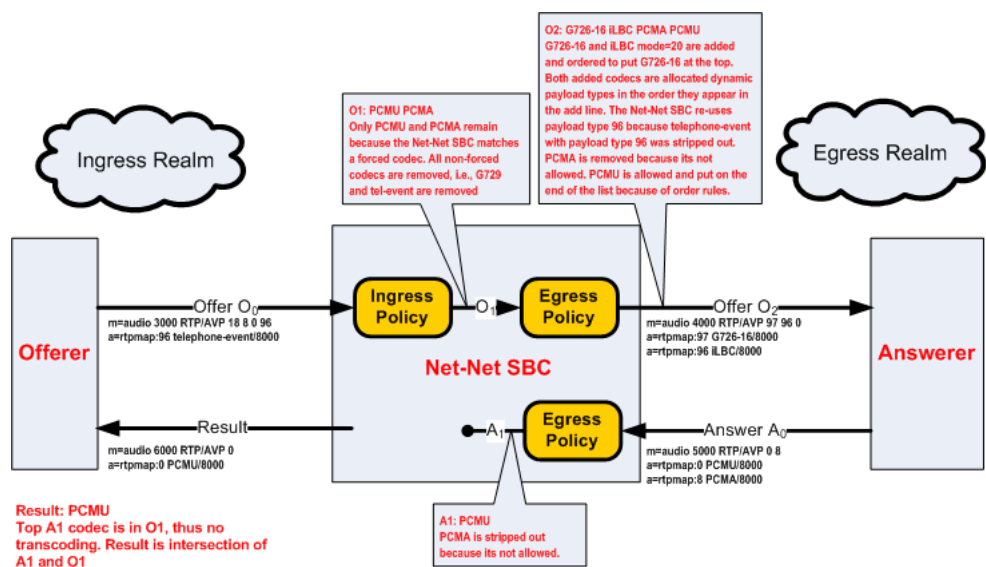 O2: G726-16 iLBC PCMA PCMU
G726-16 and iLBC mode=20 are added
and ordered to put G726-16 at the top.
Both added codecs are allocated dynamic
payload types in the order they appear in
the add line. The Net-Net SBC re-uses
payload type 96 because telephone-event
with payload type 96 was stripped out.
PCMA is removed because its not
allowed. PCMU is allowed and put on the
end of the list because of order rules.
O1: PCMU PCMA
Only PCMU and PCMA remain
because the Net-Net SBC matches
a forced codec. All non-forced
codecs are removed, i.e., G729
and tel-event are removed
Ingress Realm
Egress Realm
Offerer
Offer O0
m=audio 3000 RTP/AVP 18 8 0 96
a=rtpmap:96 telephone-event/8000
Ingress
Policy
O1
Egress
Policy
Net-Net SBC
Offer O2
m=audio 4000 RTP/AVP 97 96 0
a=rtpmap:97 G726-16/8000
a=rtpmap:96 iLBC/8000
Answerer
Result
m=audio 6000 RTP/AVP 0
a=rtpmap:0 PCMU/8000
A1
Egress
Policy
Answer A0
m=audio 5000 RTP/AVP 0 8
a=rtpmap:0 PCMU/8000
a=rtpmap:8 PCMA/8000
Result: PCMU
Top A1 codec is in O1, thus no
transcoding. Result is intersection of
A1 and O1
A1: PCMU
PCMA is stripped out
because its not allowed.